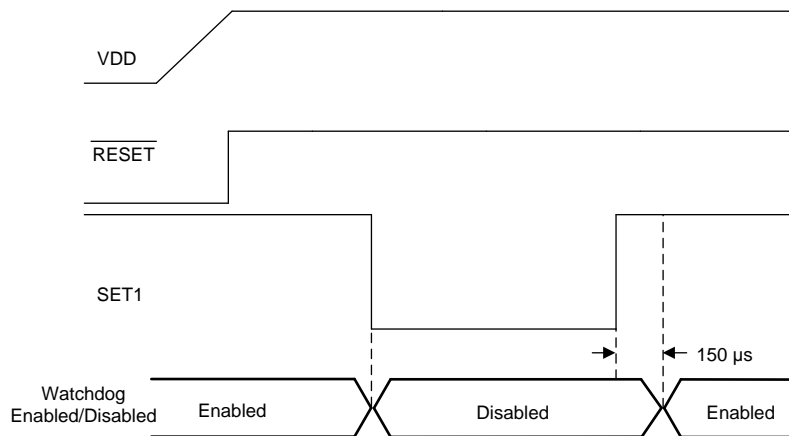 VDD
RESET
SET1
150 µs
Watchdog
Enabled/Disabled
Enabled
Disabled
Enabled